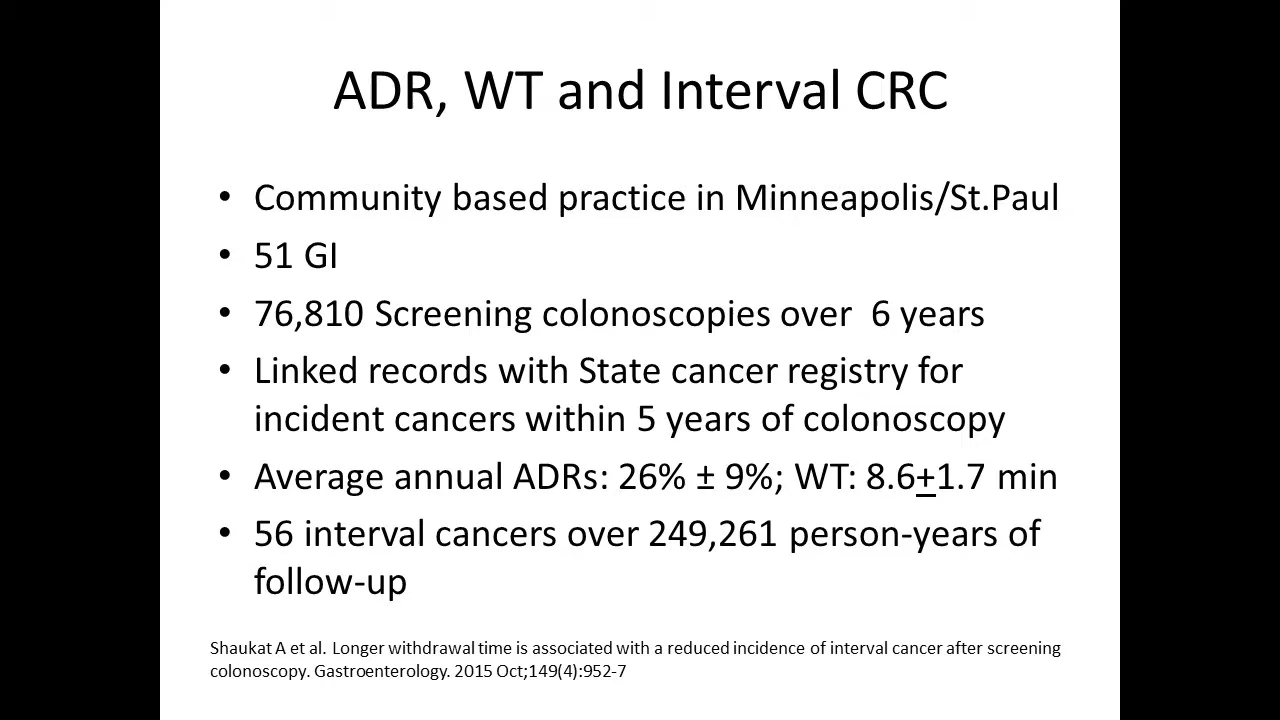 ADR, WT and Interval CRC
• Community based practice in Minneapolis/St.Paul
• 51 GI
• 76,810 Screening colonoscopies over  6 years
• Linked records with State cancer registry for
incident cancers within 5 years of colonoscopy
• Average annual ADRs: 26% ± 9%; WT: 8.6+1.7 min
• 56 interval cancers over 249,261 person-years of
follow-up
Shaukat A et al. Longer withdrawal time is associated with a reduced incidence of interval cancer after screening
colonoscopy. Gastroenterology. 2015 Oct;149(4):952-7